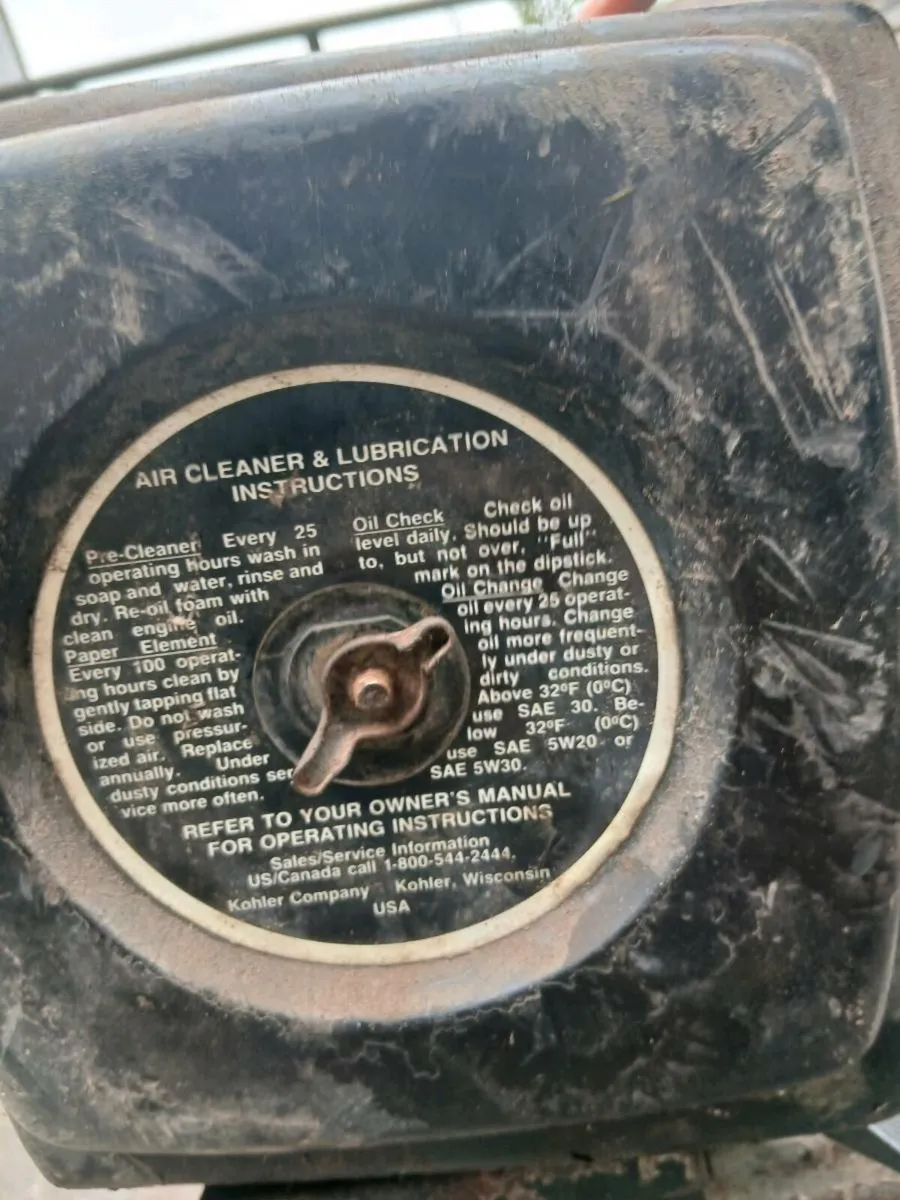 AIR CLEANER & LUBRICATION
INSTRUCTIONS
Pre-Cleaner Every 25
operating hours wash in
soap and water, rinse and
dry. Re-oil foam with
clean engine oil.
Paper Element
Every 100 operat-
ing hours clean by
gently tapping flat
side. Do not wash
or use pressur-
ized air. Replace
annually. Under
dusty conditions ser
vice more often.
Oil Check Check oil
level daily. Should be up
to, but not over, "Full"
mark on the dipstick.
Oil Change Change
oil every 25 operat-
ing hours. Change
oil more frequent-
ly under dusty or
dirty conditions.
Above 32ºF (0ºC)
use SAE 30. Be-
low 32ºF (0ºC)
use SAE 5W20 or
SAE 5W30.
REFER TO YOUR OWNER'S MANUAL
FOR OPERATING INSTRUCTIONS
Sales/Service Information
US/Canada call 1-800-544-2444.
Kohler Company Kohler, Wisconsin
USA